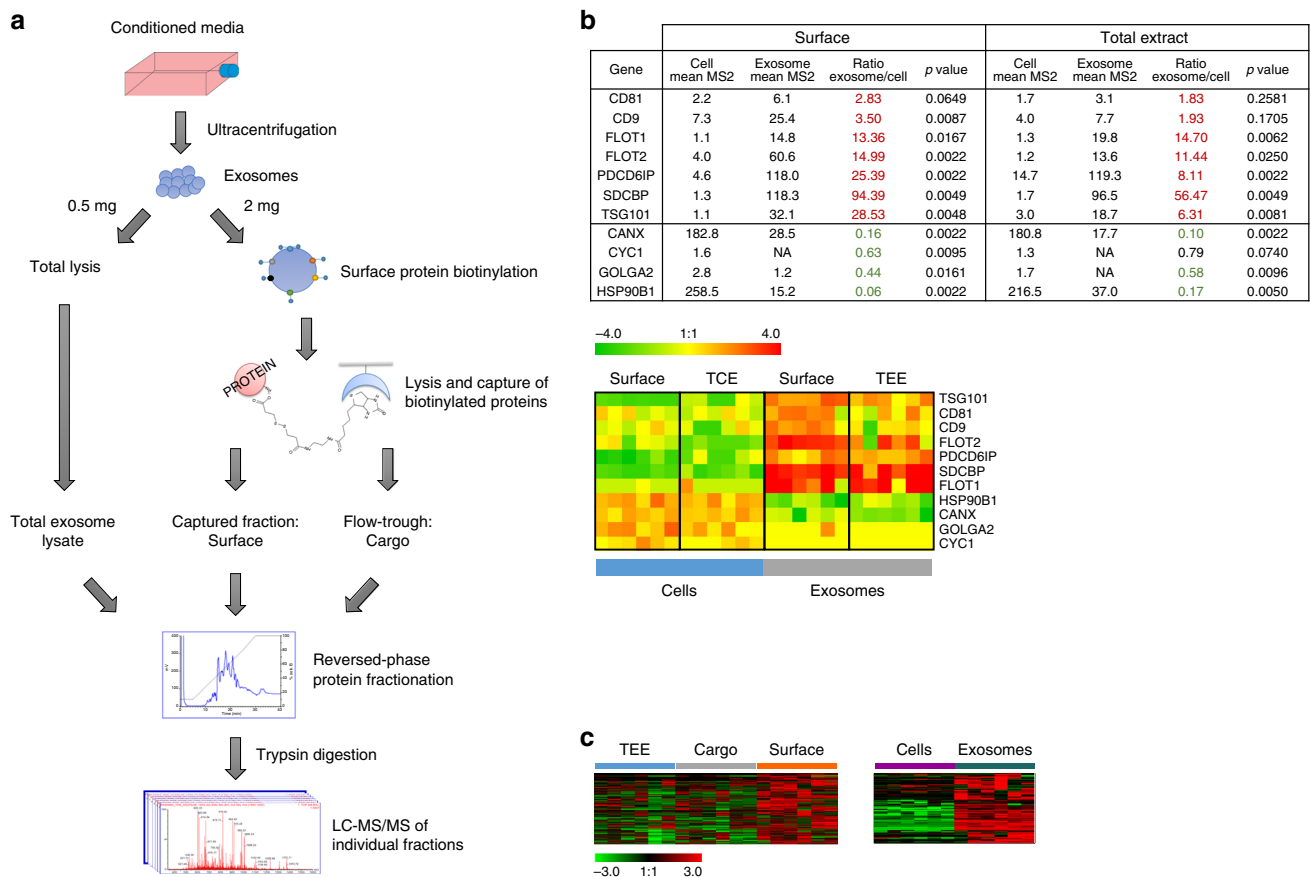 a
Conditioned media
Ultracentrifugation
Exosomes
0.5 mg
2 mg
Total lysis
Surface protein biotinylation
PROTEIN
Lysis and capture of
biotinylated proteins
Total exosome
lysate
Captured fraction:
Surface
Flow-trough:
Cargo
Reversed-phase
protein fractionation
Time (min)
Trypsin digestion
LC-MS/MS of
individual fractions
b
Surface Total extract
Gene Cell mean MS2 Exosome mean MS2 Ratio exosome/cell p value Cell mean MS2 Exosome mean MS2 Ratio exosome/cell p value
CD81 2.2 6.1 2.83 0.0649 1.7 3.1 1.83 0.2581
CD9 7.3 25.4 3.50 0.0087 4.0 7.7 1.93 0.1705
FLOT1 1.1 14.8 13.36 0.0167 1.3 19.8 14.70 0.0062
FLOT2 4.0 60.6 14.99 0.0022 1.2 13.6 11.44 0.0250
PDCD6IP 4.6 118.0 25.39 0.0022 14.7 119.3 8.11 0.0022
SDCBP 1.3 118.3 94.39 0.0049 1.7 96.5 56.47 0.0049
TSG101 1.1 32.1 28.53 0.0048 3.0 18.7 6.31 0.0081
CANX 182.8 28.5 0.16 0.0022 180.8 17.7 0.10 0.0022
CYC1 1.6 NA 0.63 0.0095 1.3 NA 0.79 0.0740
GOLGA2 2.8 1.2 0.44 0.0161 1.7 NA 0.58 0.0096
HSP90B1 258.5 15.2 0.06 0.0022 216.5 37.0 0.17 0.0050
−4.0 1:1 4.0
Surface TCE Surface TEE
TSG101
CD81
CD9
FLOT2
PDCD6IP
SDCBP
FLOT1
HSP90B1
CANX
GOLGA2
CYC1
Cells Exosomes
c
TEE Cargo Surface
Cells Exosomes
−3.0 1:1 3.0